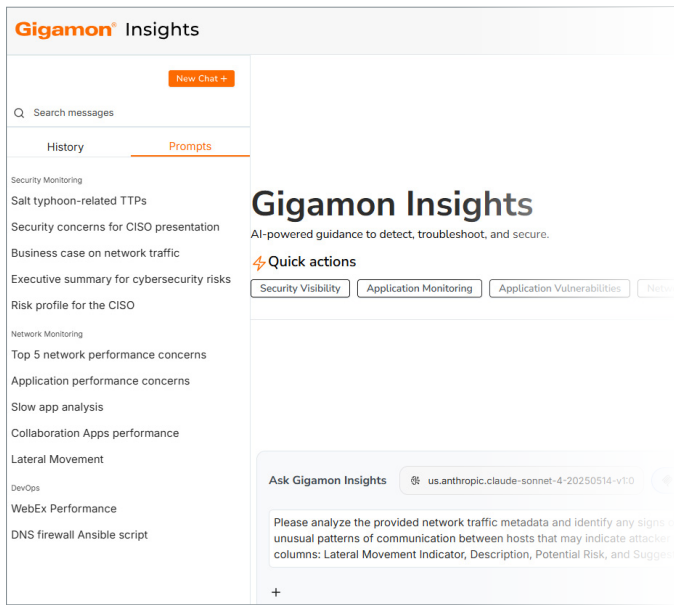 Gigamon® Insights
New Chat +
Search messages
History
Prompts
Security Monitoring
Salt typhoon-related TTPs
Security concerns for CISO presentation
Business case on network traffic
Executive summary for cybersecurity risks
Risk profile for the CISO
Network Monitoring
Top 5 network performance concerns
Application performance concerns
Slow app analysis
Collaboration Apps performance
Lateral Movement
DevOps
WebEx Performance
DNS firewall Ansible script
Gigamon Insights
AI-powered guidance to detect, troubleshoot, and secure.
Quick actions
Security Visibility
Application Monitoring
Application Vulnerabilities
Ask Gigamon Insights
us.anthropic.claude-sonnet-4-20250514-v1:0
Please analyze the provided network traffic metadata and identify any signs
unusual patterns of communication between hosts that may indicate attacker
columns: Lateral Movement Indicator, Description, Potential Risk, and
+